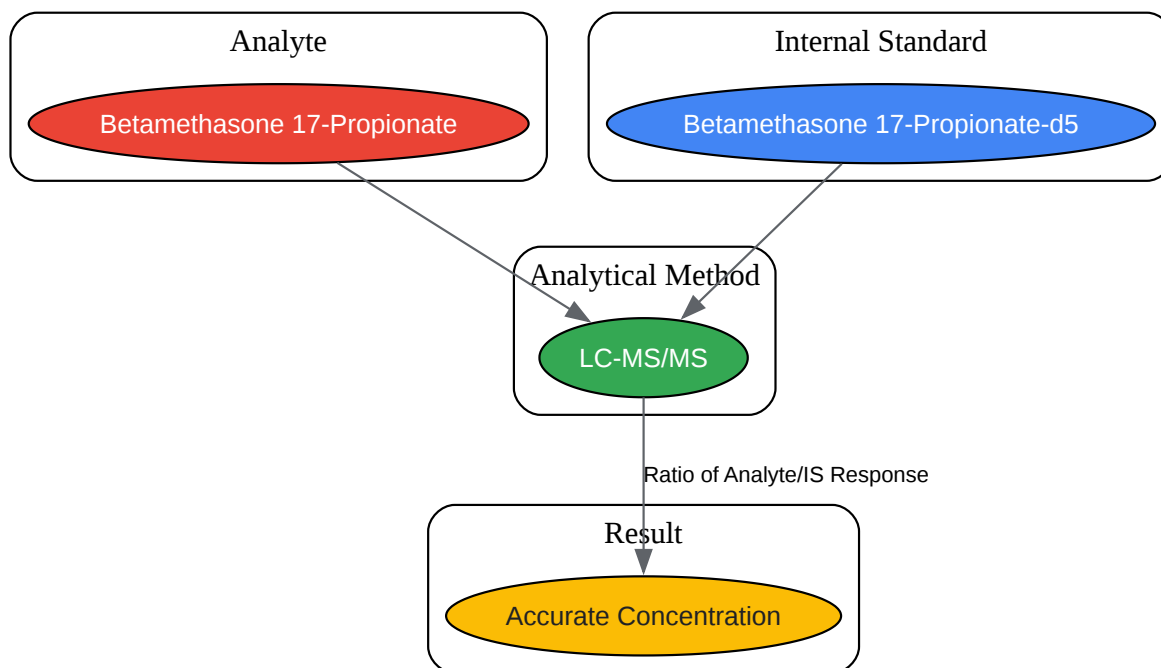 Analyte
Internal Standard
Betamethasone 17-Propionate
Betamethasone 17-Propionate-d5
Analytical Method
LC-MS/MS
Ratio of Analyte/IS Response
Result
Accurate Concentration